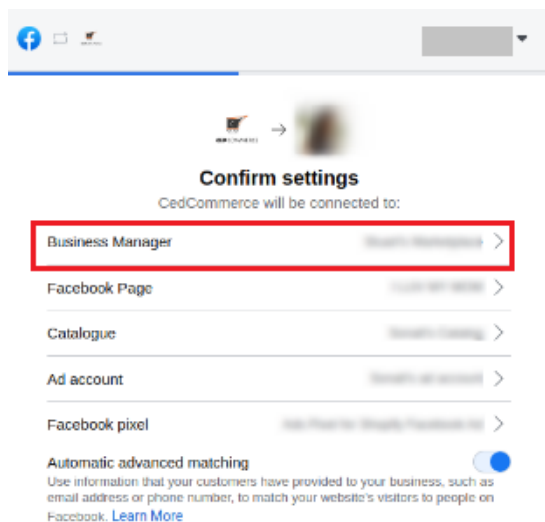 Confirm settings
CedCommerce will be connected to:
Business Manager
Facebook Page
Catalogue
Ad account
Facebook pixel
Automatic advanced matching
Use information that your customers have provided to your business, such as
email address or phone number, to match your website's visitors to people on
Facebook. Learn More